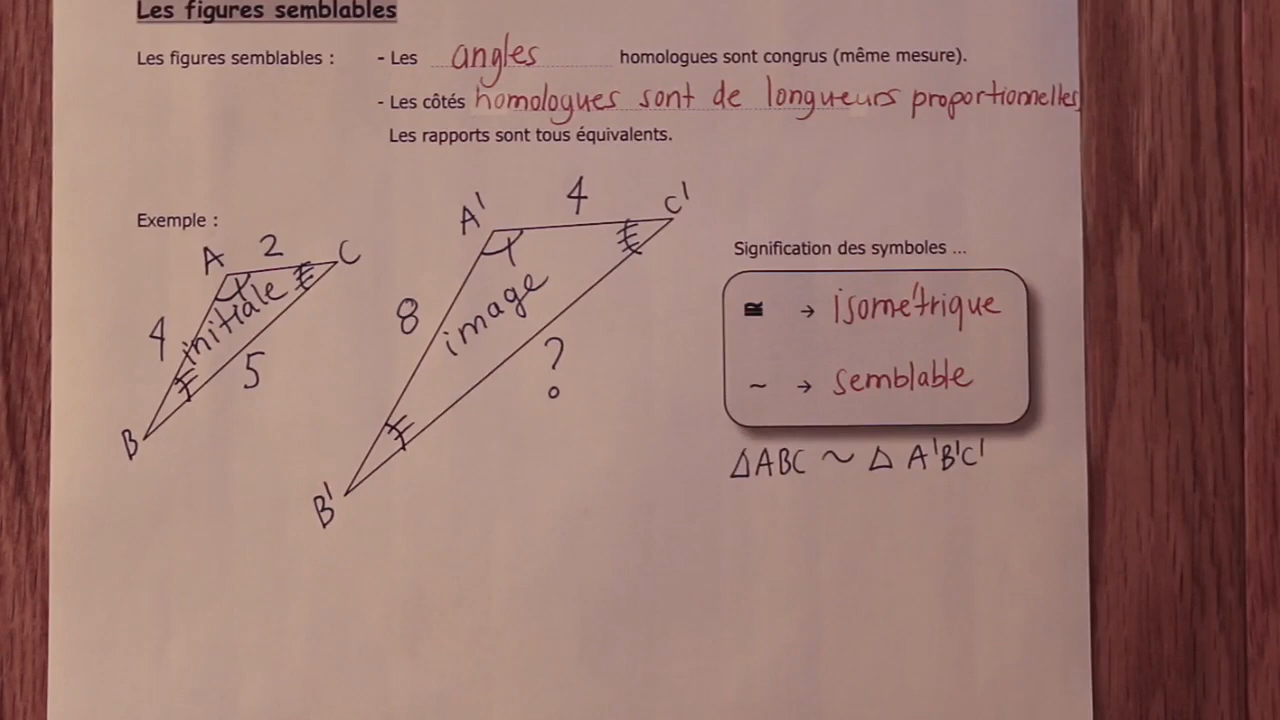 Les figures semblables
Les figures semblables : - Les angles homologues sont congrus (même mesure).
- Les côtés homologues sont de longueurs proportionnelles
Les rapports sont tous équivalents.
Exemple :
A 2 C
4 initiale
5
B
A' 4 C'
8 image
?
B'
Signification des symboles ...
≅ → isométrique
~ → semblable
△ABC ~ △ A'B'C'